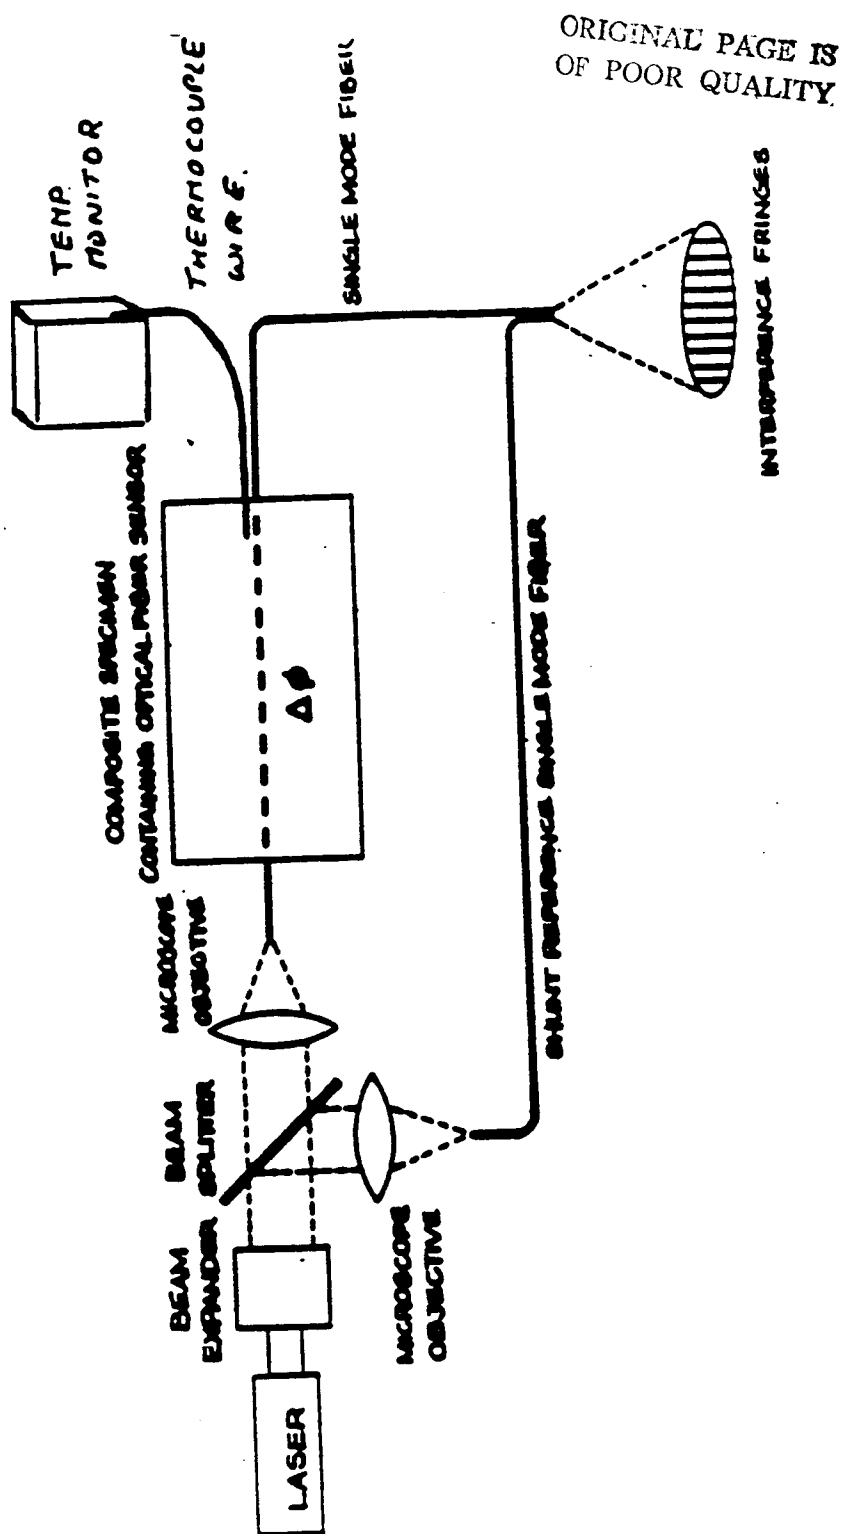 ORIGINAL PAGE IS
OF POOR QUALITY
TEMP.
MONITOR
THERMOCOUPLE
WIRE.
SINGLE MODE FIBER
COMPOSITE SPECIMEN
CONTAINING OPTICAL FIBER SENSOR
Δφ
MICROSCOPE
OBJECTIVE
BEAM
SPLITTER
BEAM
EXPANDER
LASER
MICROSCOPE
OBJECTIVE
SHUNT REFERENCE SINGLE MODE FIBER
INTERFERENCE FRINGES